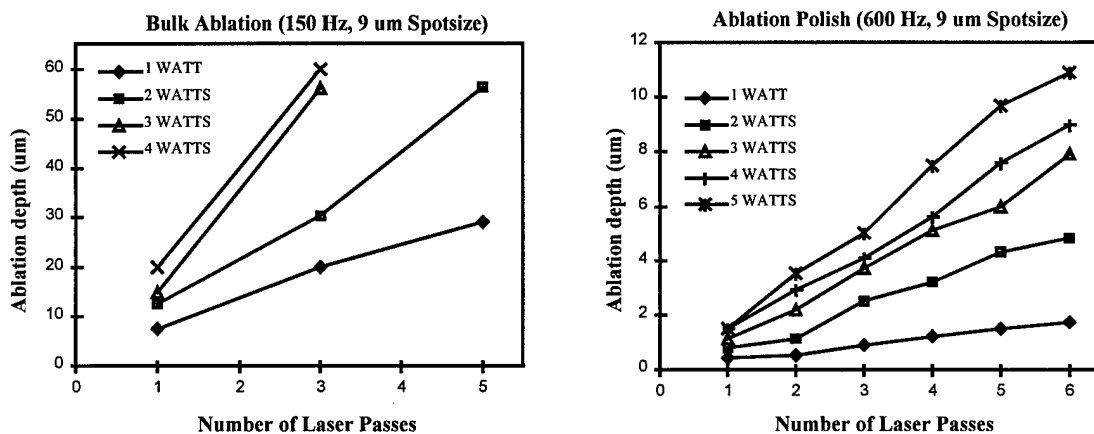 Bulk Ablation (150 Hz, 9 um Spotsize)
60
50
40
30
20
10
0
Ablation depth (um)
1 WATT
2 WATTS
3 WATTS
4 WATTS
0 1 2 3 4 5
Number of Laser Passes
Ablation Polish (600 Hz, 9 um Spotsize)
12
10
8
6
4
2
0
Ablation depth (um)
1 WATT
2 WATTS
3 WATTS
4 WATTS
5 WATTS
0 1 2 3 4 5 6
Number of Laser Passes